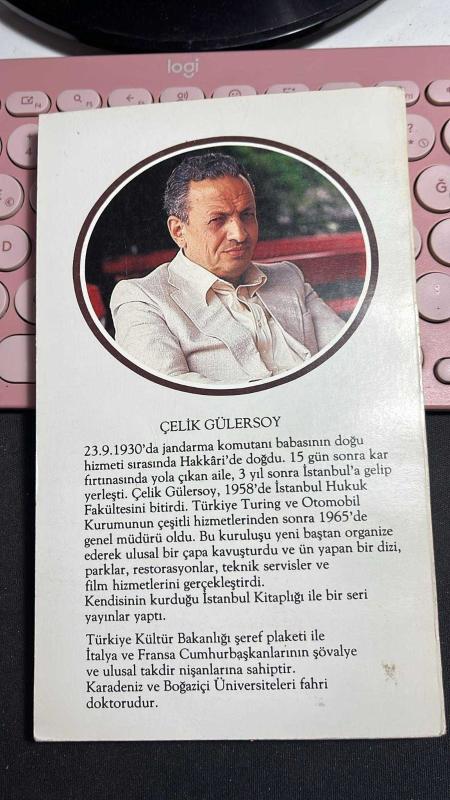 logi
F4
F5
D
?
Ğ
ÇELİK GÜLERSOY
23.9.1930'da jandarma komutanı babasının doğu
hizmeti sırasında Hakkâri'de doğdu. 15 gün sonra kar
fırtınasında yola çıkan aile, 3 yıl sonra İstanbul'a gelip
yerleşti. Çelik Gülersoy, 1958'de İstanbul Hukuk
Fakültesini bitirdi. Türkiye Turing ve Otomobil
Kurumunun çeşitli hizmetlerinden sonra 1965'de
genel müdürü oldu. Bu kuruluşu yeni baştan organize
ederek ulusal bir çapa kavuşturdu ve ün yapan bir dizi,
parklar, restorasyonlar, teknik servisler ve
film hizmetlerini gerçekleştirdi.
Kendisinin kurduğu İstanbul Kitaplığı ile bir seri
yayınlar yaptı.
Türkiye Kültür Bakanlığı şeref plaketi ile
İtalya ve Fransa Cumhurbaşkanlarının şövalye
ve ulusal takdir nişanlarına sahiptir.
Karadeniz ve Boğaziçi Üniversiteleri fahri
doktorudur.